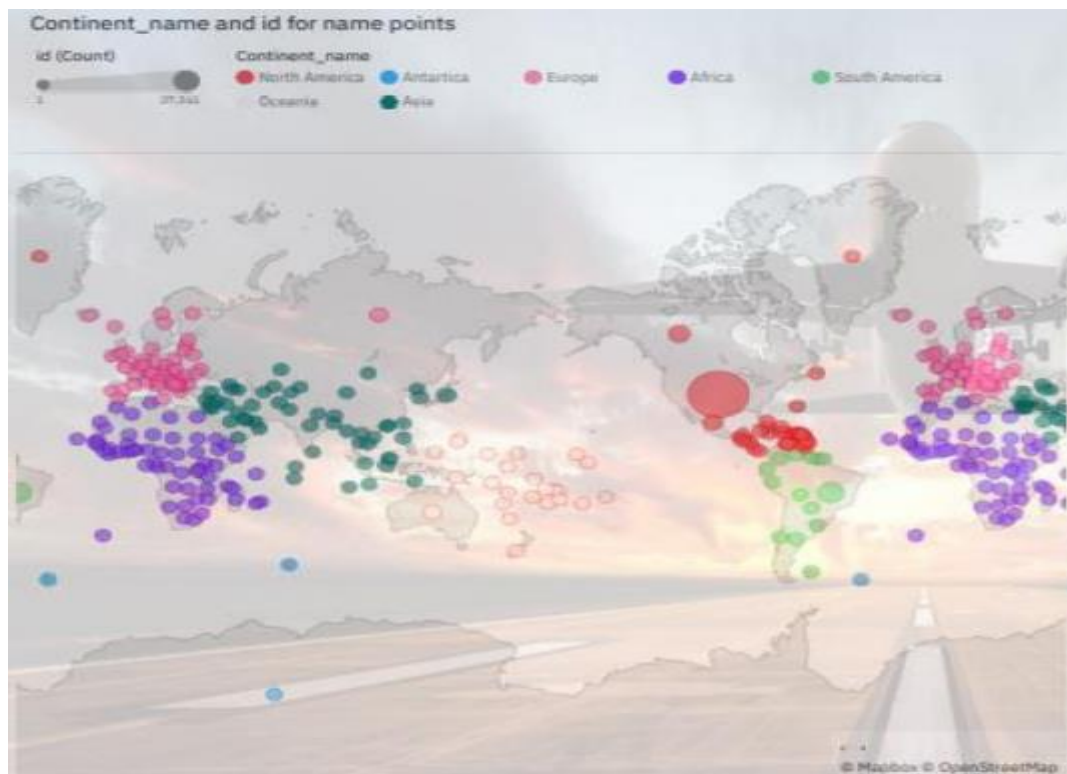 Continent_name and id for name points
id (Count) Continent_name
North America Antartica Europe Africa South America
Oceania Asia
© Mapbox © OpenStreetMap